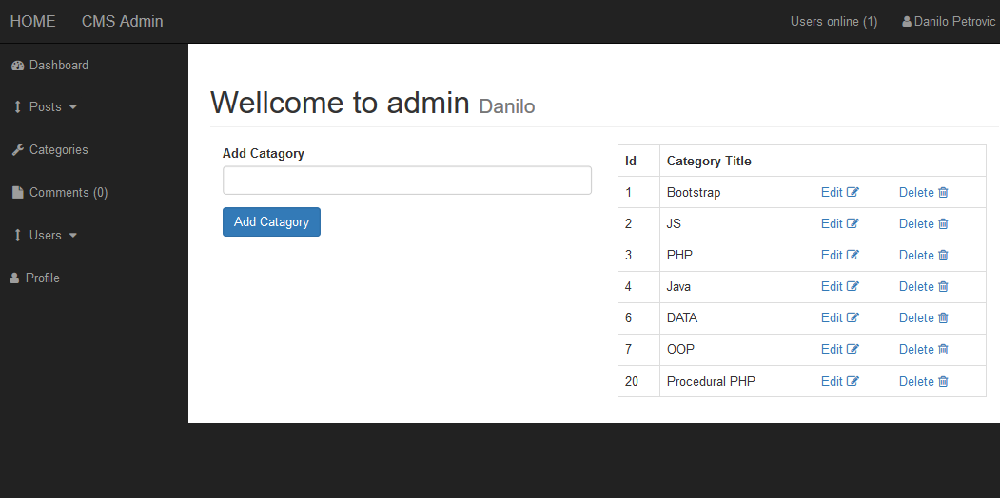 HOME CMS Admin Users online (1) Danilo Petrovic
Dashboard
Posts
Categories
Comments (0)
Users
Profile
Wellcome to admin Danilo
Add Catagory
Add Catagory
Id Category Title
1 Bootstrap Edit Delete
2 JS Edit Delete
3 PHP Edit Delete
4 Java Edit Delete
6 DATA Edit Delete
7 OOP Edit Delete
20 Procedural PHP Edit Delete